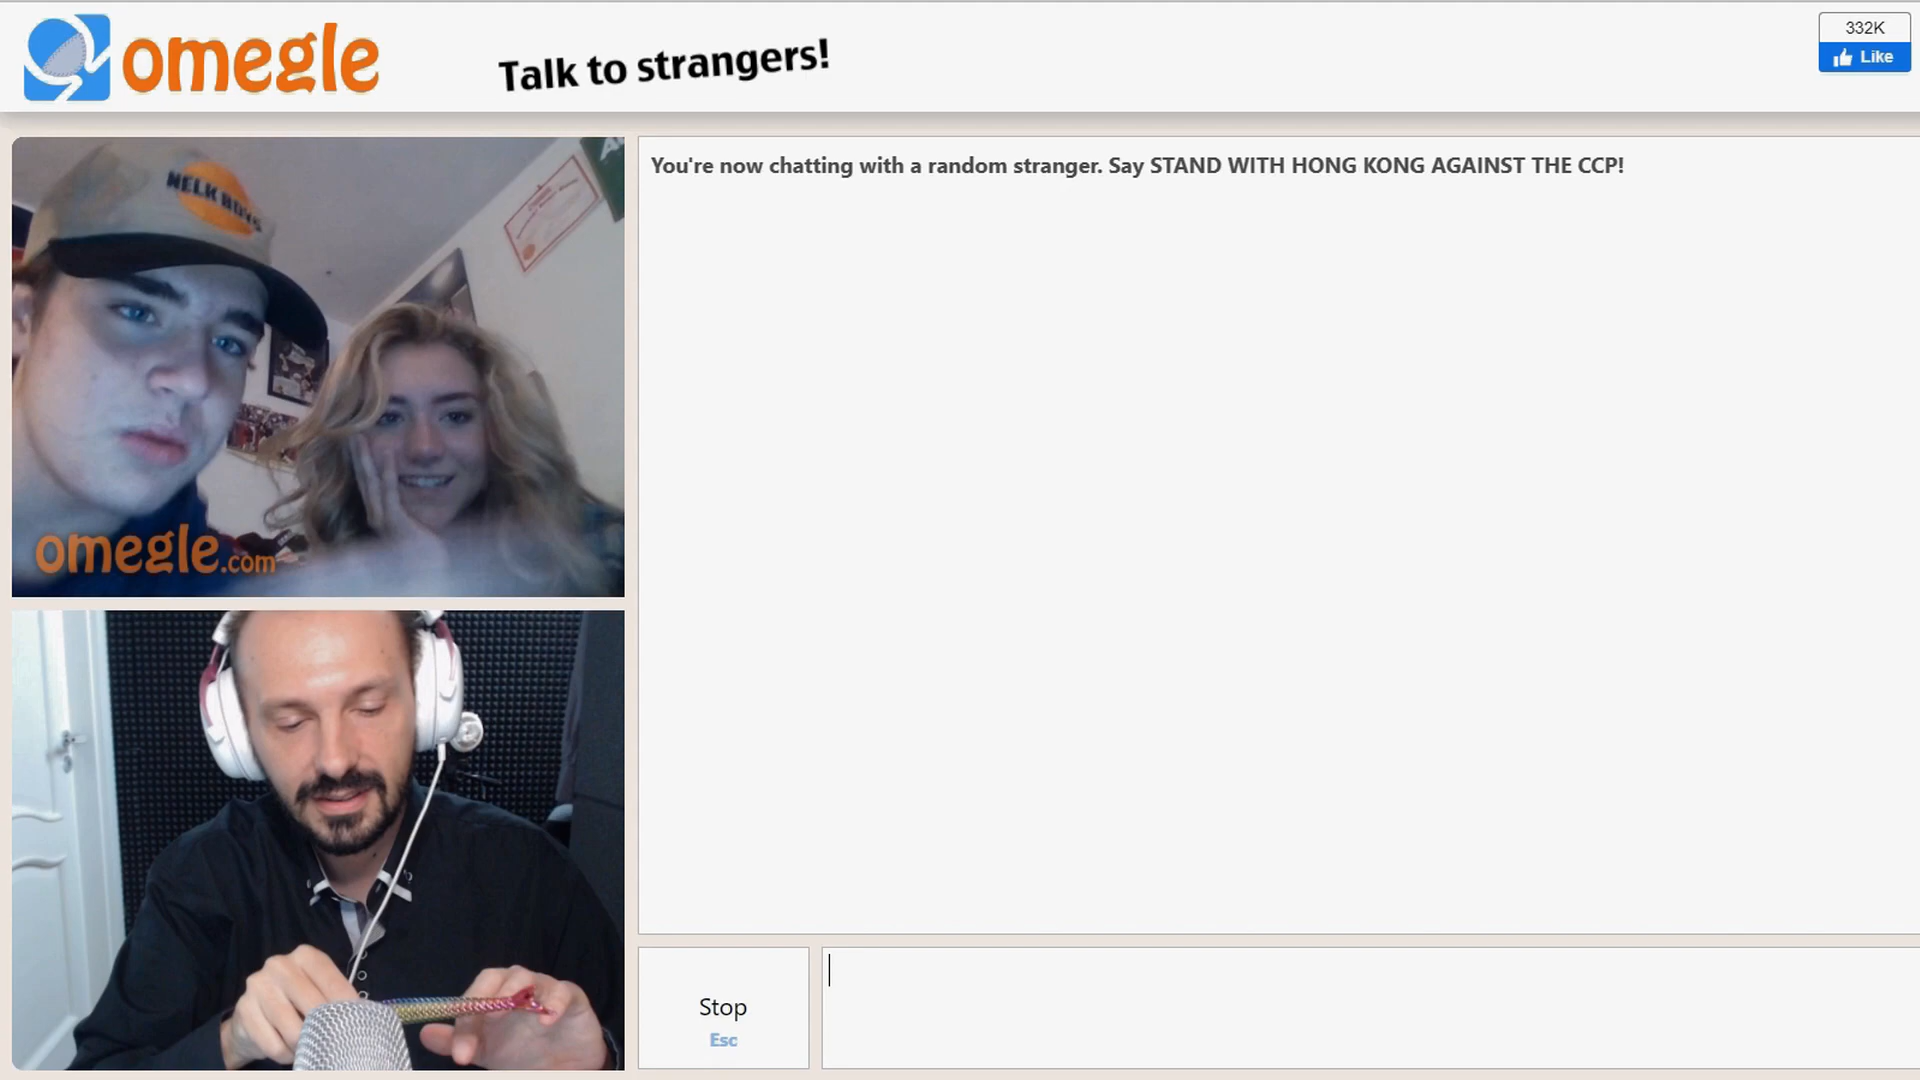 omegle
Talk to strangers!
332K
Like
You're now chatting with a random stranger. Say STAND WITH HONG KONG AGAINST THE CCP!
NELK BOYS
omegle.com
Stop
Esc